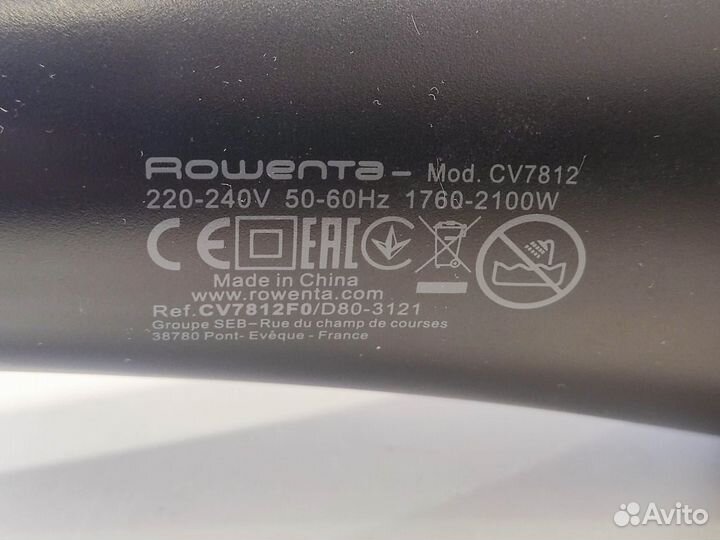 Rowenta – Mod. CV7812
220-240V 50-60Hz 1760-2100W
CE EAC
Made in China
www.rowenta.com
Ref.CV7812F0/D80-3121
Groupe SEB–Rue du champ de courses
38780 Pont- Evêque - France
Avito